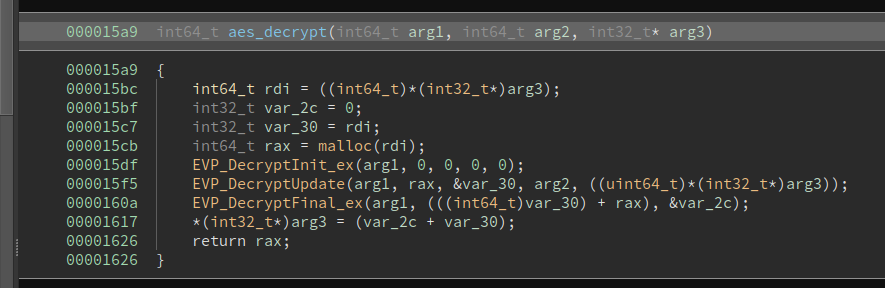 000015a9 int64_t aes_decrypt(int64_t arg1, int64_t arg2, int32_t* arg3)
000015a9 {
000015bc int64_t rdi = ((int64_t)*(int32_t*)arg3);
000015bf int32_t var_2c = 0;
000015c7 int32_t var_30 = rdi;
000015cb int64_t rax = malloc(rdi);
000015df EVP_DecryptInit_ex(arg1, 0, 0, 0, 0);
000015f5 EVP_DecryptUpdate(arg1, rax, &var_30, arg2, ((uint64_t)*(int32_t*)arg3));
0000160a EVP_DecryptFinal_ex(arg1, (((int64_t)var_30) + rax), &var_2c);
00001617 *(int32_t*)arg3 = (var_2c + var_30);
00001626 return rax;
00001626 }